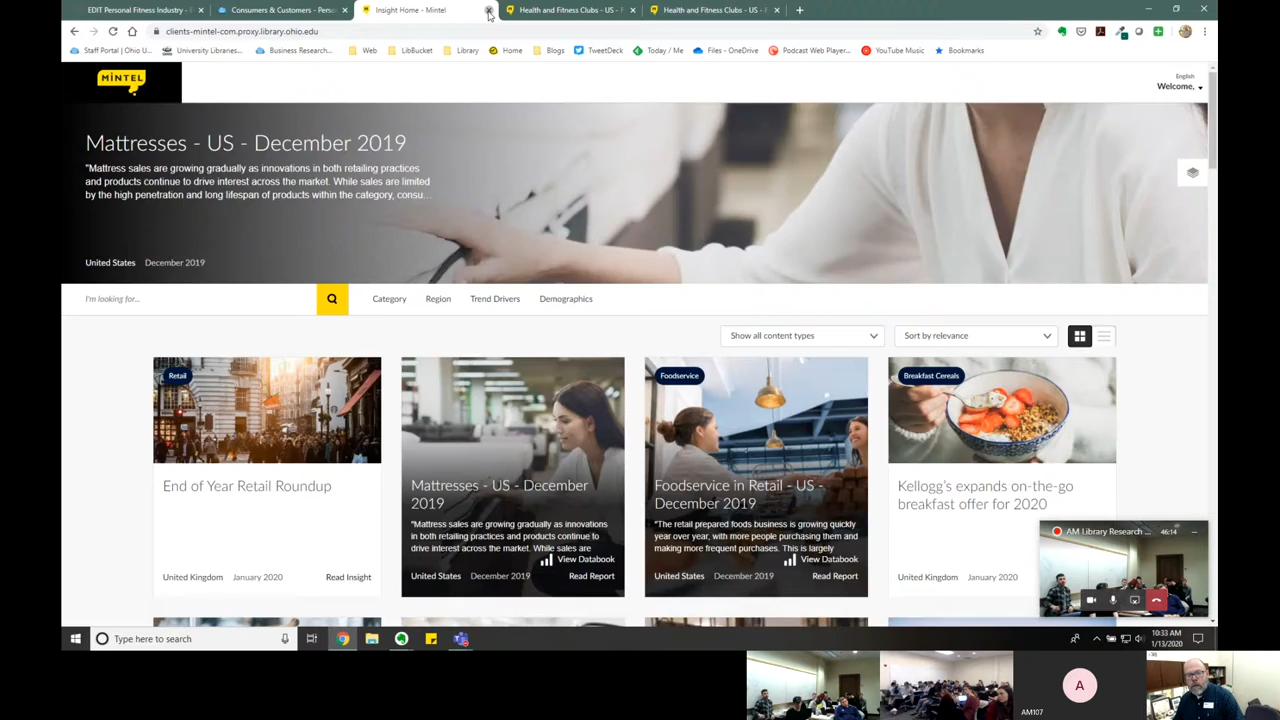 EDIT Personal Fitness Industry -
Consumers & Customers - Perso
Insight Home - Mintel
Health and Fitness Clubs - US - F
Health and Fitness Clubs - US - F
clients-mintel-com.proxy.library.ohio.edu
Staff Portal | Ohio U...
University Libraries...
Business Research...
Web
LibBucket
Library
Home
Blogs
TweetDeck
Today / Me
Files - OneDrive
Podcast Web Player...
YouTube Music
Bookmarks
MINTEL
English
Welcome,
Mattresses - US - December 2019
"Mattress sales are growing gradually as innovations in both retailing practices
and products continue to drive interest across the market. While sales are limited
by the high penetration and long lifespan of products within the category, consu...
United States December 2019
I'm looking for...
Category
Region
Trend Drivers
Demographics
Show all content types
Sort by relevance
Retail
End of Year Retail Roundup
United Kingdom January 2020 Read Insight
Mattresses - US - December
2019
"Mattress sales are growing gradually as innovations
in both retailing practices and products continue to
drive interest across the market. While sales are
View Databook
United States December 2019 Read Report
Foodservice
Foodservice in Retail - US -
December 2019
"The retail prepared foods business is growing quickly
year over year, with more people purchasing them and
making more frequent purchases. This is largely
View Databook
United States December 2019 Read Report
Breakfast Cereals
Kellogg's expands on-the-go
breakfast offer for 2020
United Kingdom January 2020
AM Library Research ... 46:14
Type here to search
10:33 AM
1/13/2020
A
AM107